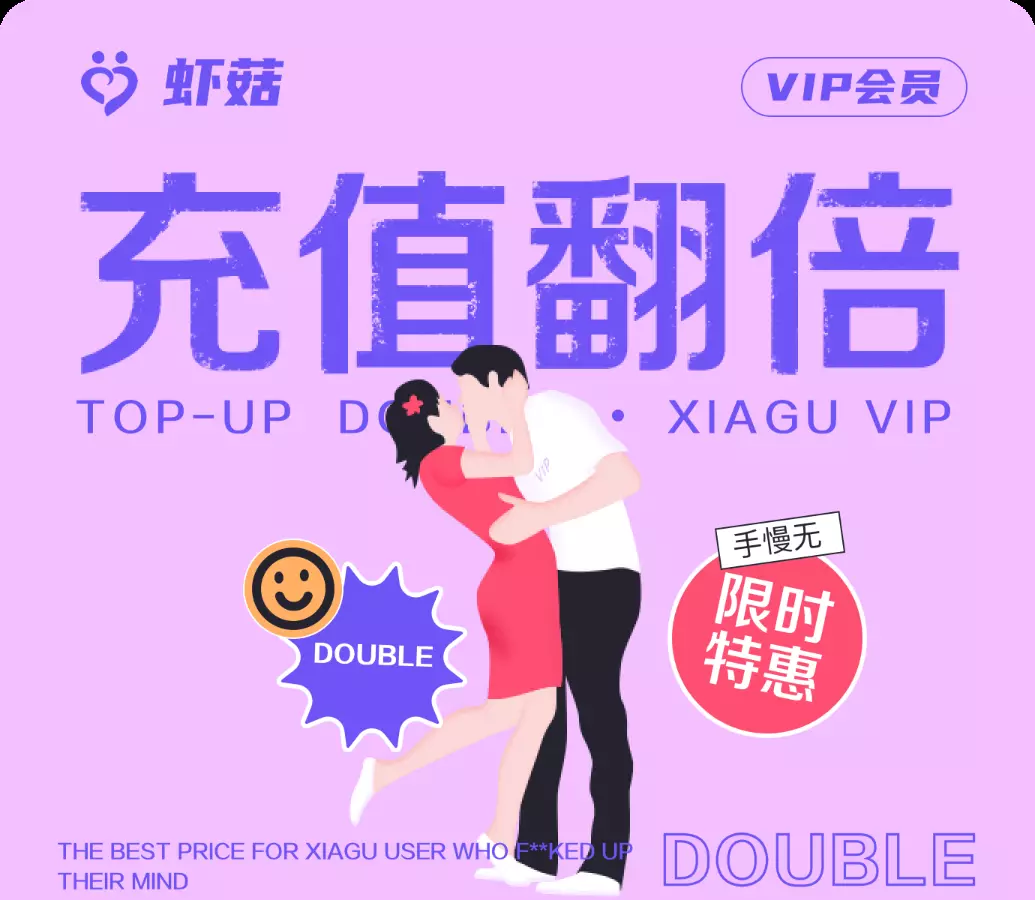 虾菇
VIP会员
充值翻倍
TOP-UP • XIAGU VIP
VIP
手慢无
限时
特惠
DOUBLE
THE BEST PRICE FOR XIAGU USER WHO F**KED UP
THEIR MIND
DOUBLE